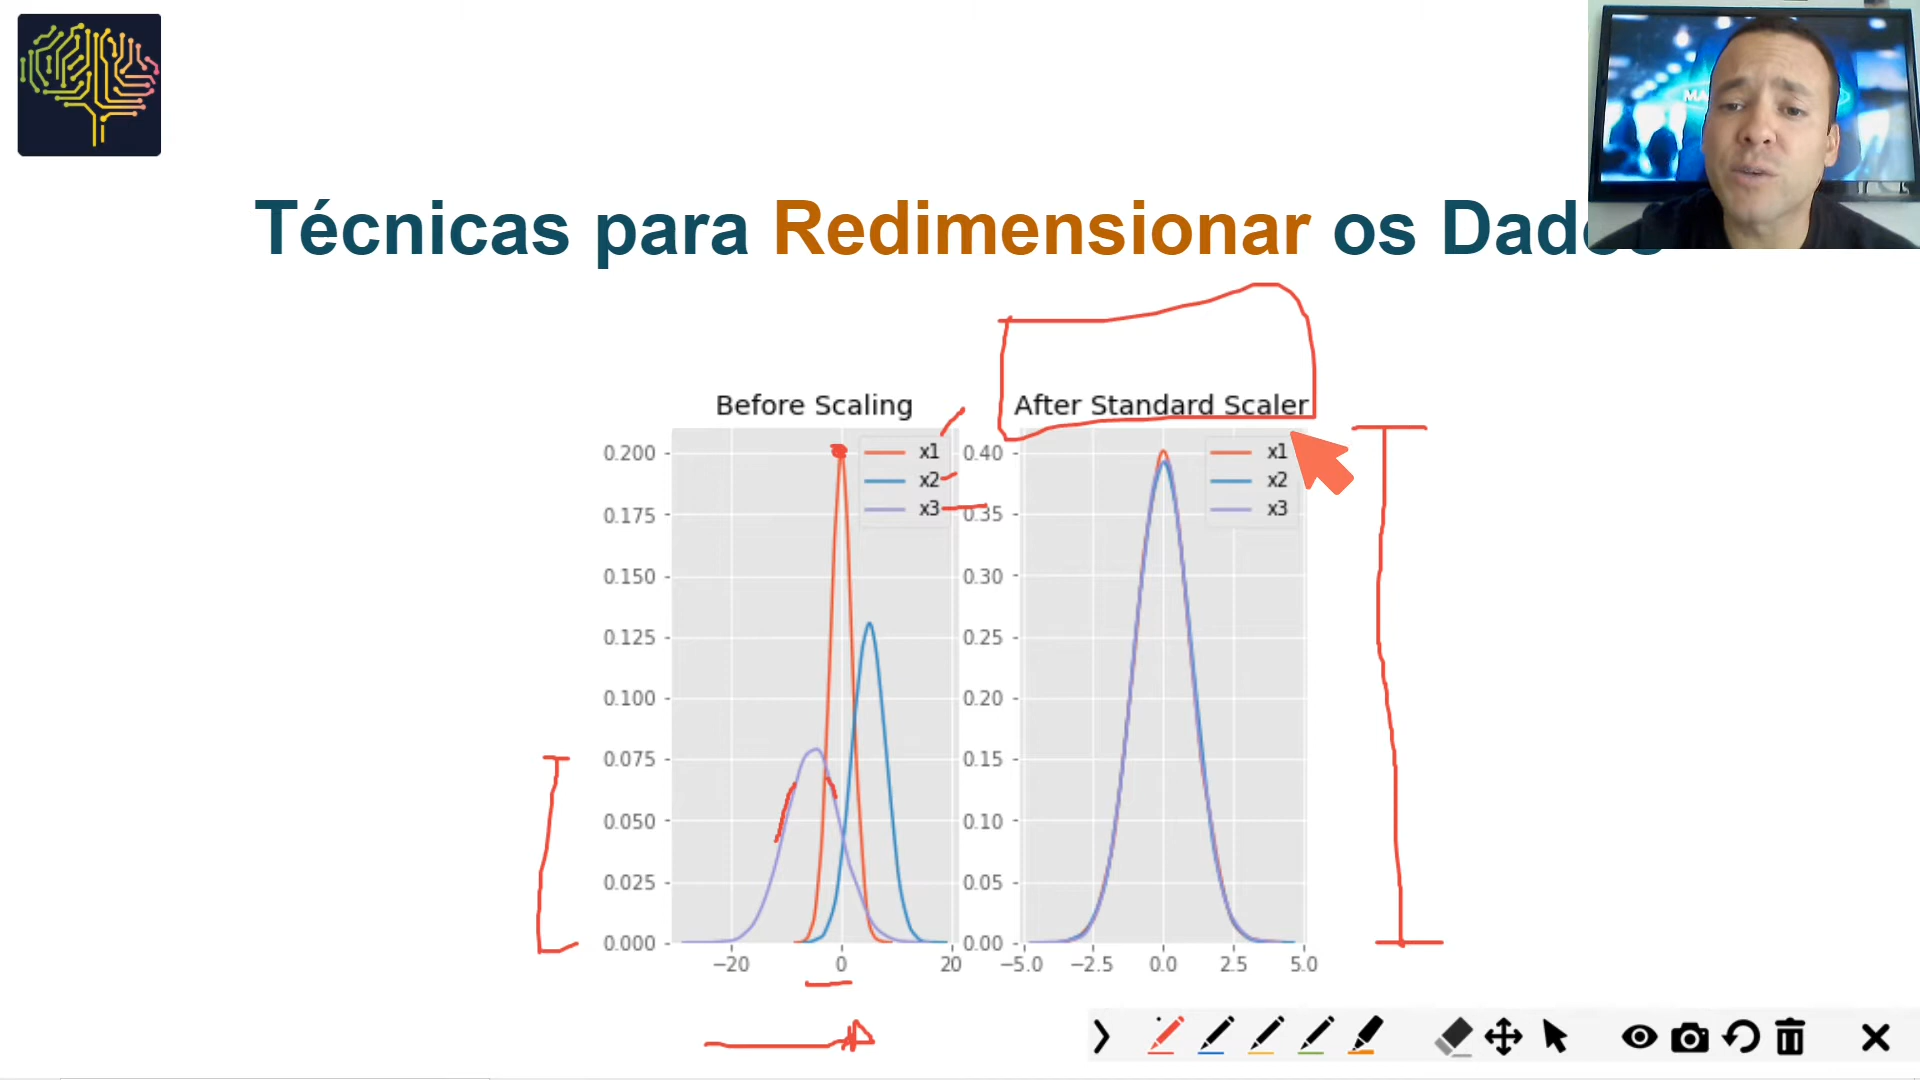 MA
Técnicas para Redimensionar os Dados
Before Scaling
After Standard Scaler
x1
x2
x3
0.200
0.175
0.150
0.125
0.100
0.075
0.050
0.025
0.000
−20
0
20
x1
x2
x3
0.40
0.35
0.30
0.25
0.20
0.15
0.10
0.05
0.00
−5.0
−2.5
0.0
2.5
5.0